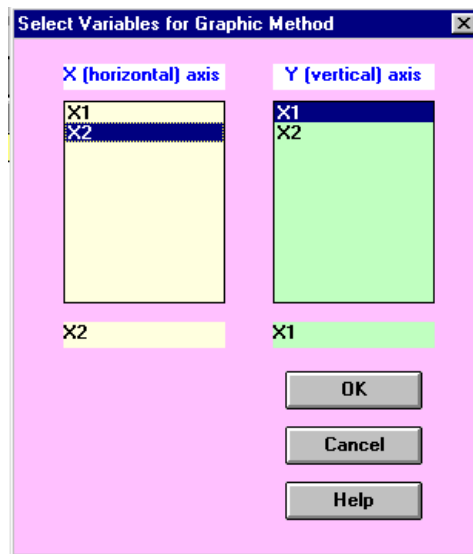 Select Variables for Graphic Method
X (horizontal) axis
Y (vertical) axis
X1
X2
X1
X2
X2
X1
OK
Cancel
Help